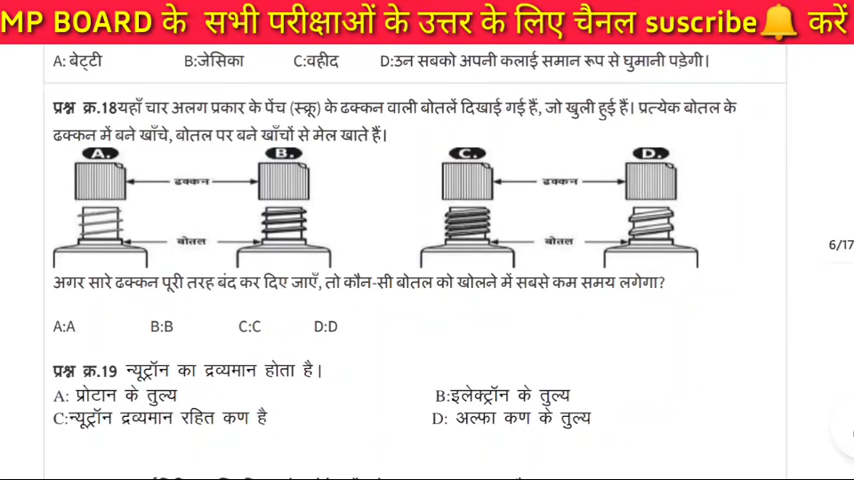 MP BOARD के सभी परीक्षाओं के उत्तर के लिए चैनल suscribe🔔 करें
A: बेट्टी B:जेसिका C:वहीद D:उन सबको अपनी कलाई समान रूप से घुमानी पड़ेगी।
प्रश्न क्र.18यहाँ चार अलग प्रकार के पेंच (स्क्रू) के ढक्कन वाली बोतलें दिखाई गई हैं, जो खुली हुई हैं। प्रत्येक बोतल के
ढक्कन में बने खाँचे, बोतल पर बने खाँचों से मेल खाते हैं।
A. B. C. D.
ढक्कन ढक्कन
बोतल बोतल
6/17
अगर सारे ढक्कन पूरी तरह बंद कर दिए जाएँ, तो कौन-सी बोतल को खोलने में सबसे कम समय लगेगा?
A:A B:B C:C D:D
प्रश्न क्र.19 न्यूट्रॉन का द्रव्यमान होता है।
A: प्रोटान के तुल्य B:इलेक्ट्रॉन के तुल्य
C:न्यूट्रॉन द्रव्यमान रहित कण है D: अल्फा कण के तुल्य